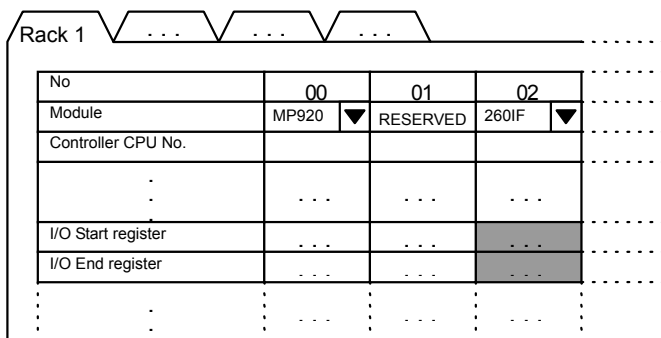 Rack 1 . . . . . . . . .
No 00 01 02
Module MP920 RESERVED 260IF
Controller CPU No.
. . . . . . . . .
I/O Start register . . . . . . . . .
I/O End register . . . . . . . . .
. . . . . . . . .